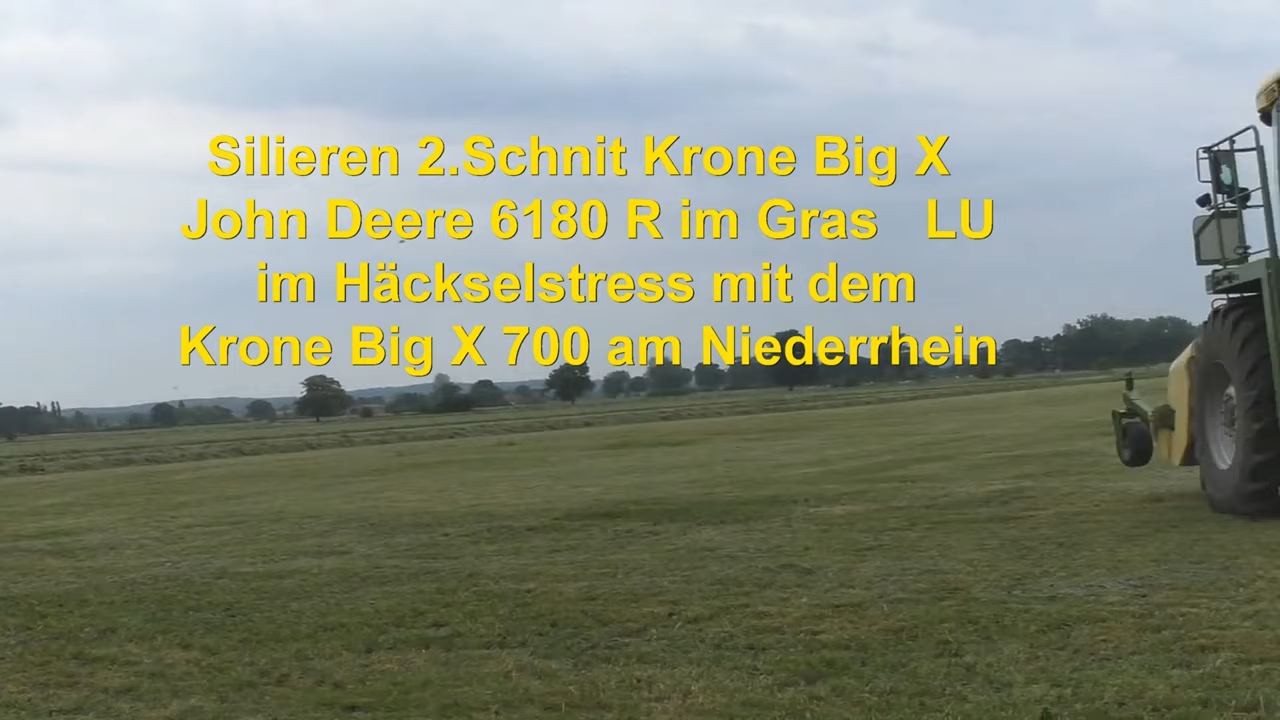 Silieren 2.Schnit Krone Big X
John Deere 6180 R im Gras LU
im Häckselstress mit dem
Krone Big X 700 am Niederrhein